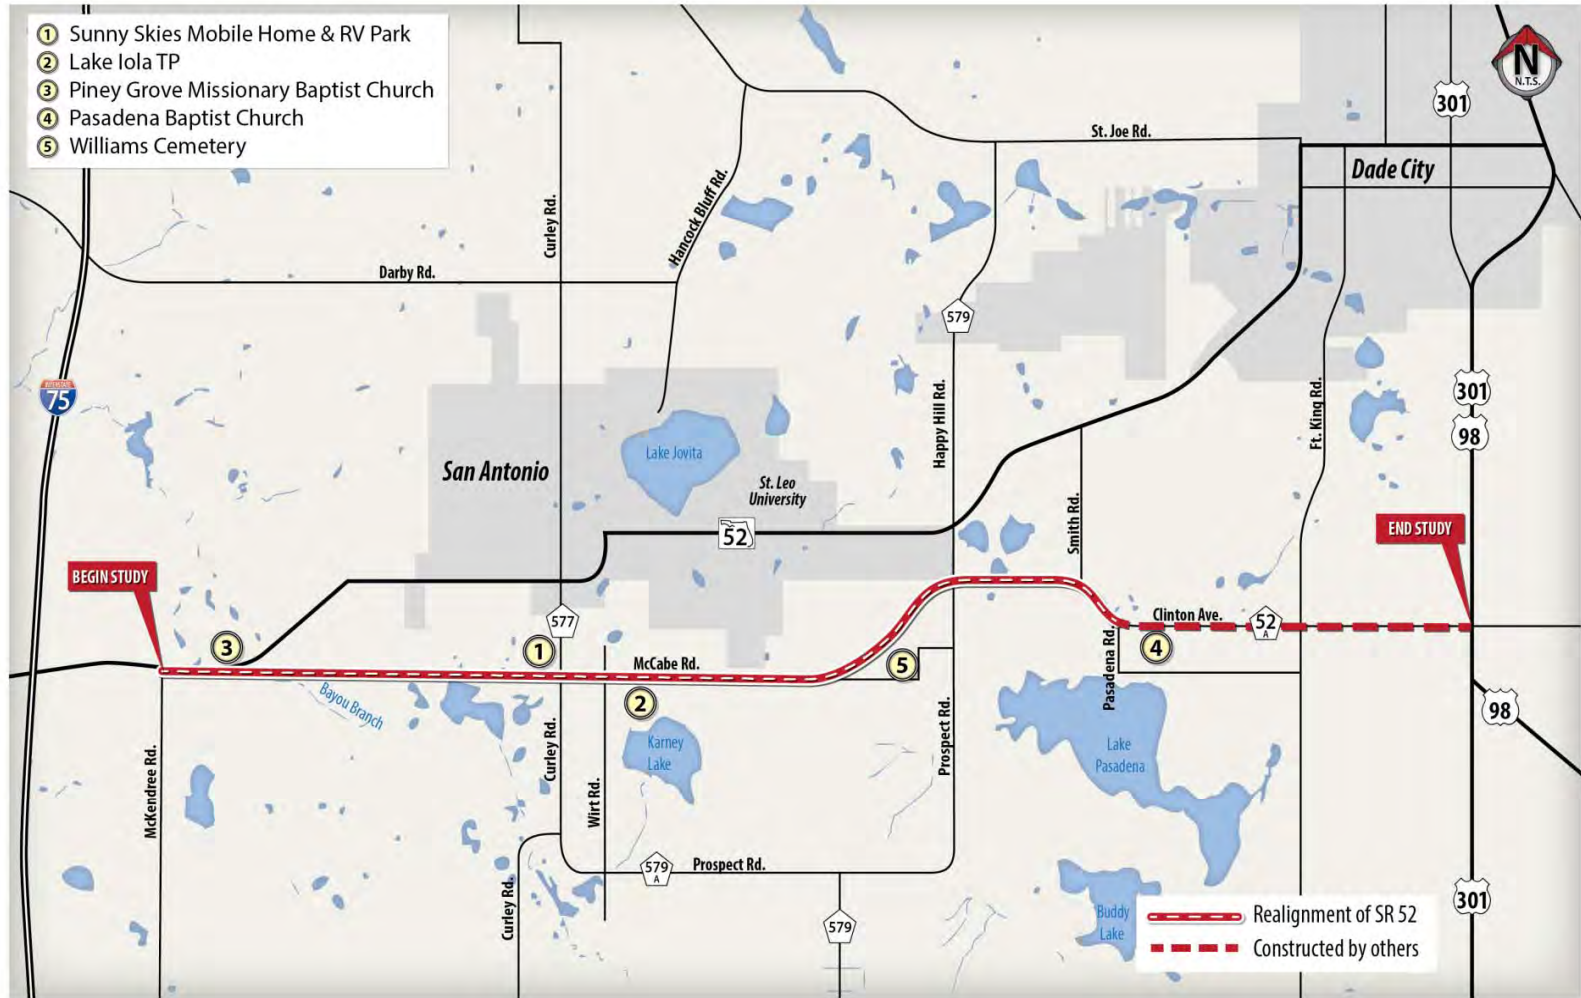 1 Sunny Skies Mobile Home & RV Park
2 Lake Iola TP
3 Piney Grove Missionary Baptist Church
4 Pasadena Baptist Church
5 Williams Cemetery
N
N.T.S.
301
St. Joe Rd.
Dade City
Hancock Bluff Rd.
Curley Rd.
Darby Rd.
579
INTERSTATE
75
301
98
Ft. King Rd.
Happy Hill Rd.
Lake Jovita
San Antonio
St. Leo
University
52
Smith Rd.
END STUDY
BEGIN STUDY
577
Clinton Ave.
52
A
3
1
4
McCabe Rd.
5
Pasadena Rd.
Bayou Branch
2
98
Karney
Lake
Curley Rd.
Prospect Rd.
Lake
Pasadena
McKendree Rd.
Wirt Rd.
579
A
Prospect Rd.
Curley Rd.
579
Buddy
Lake
301
Realignment of SR 52
Constructed by others